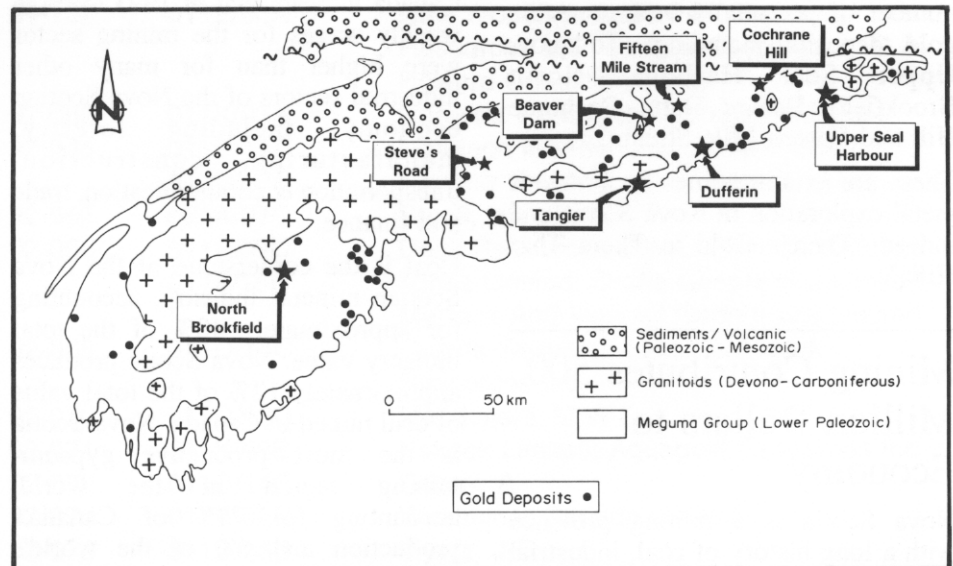 N
Cochrane
Hill
Fifteen
Mile Stream
Beaver
Dam
Steve's
Road
Upper Seal
Harbour
Dufferin
Tangier
North
Brookfield
Sediments/Volcanic
(Paleozoic-Mesozoic)
Granitoids (Devono-Carboniferous)
0 50 km
Meguma Group (Lower Paleozoic)
Gold Deposits